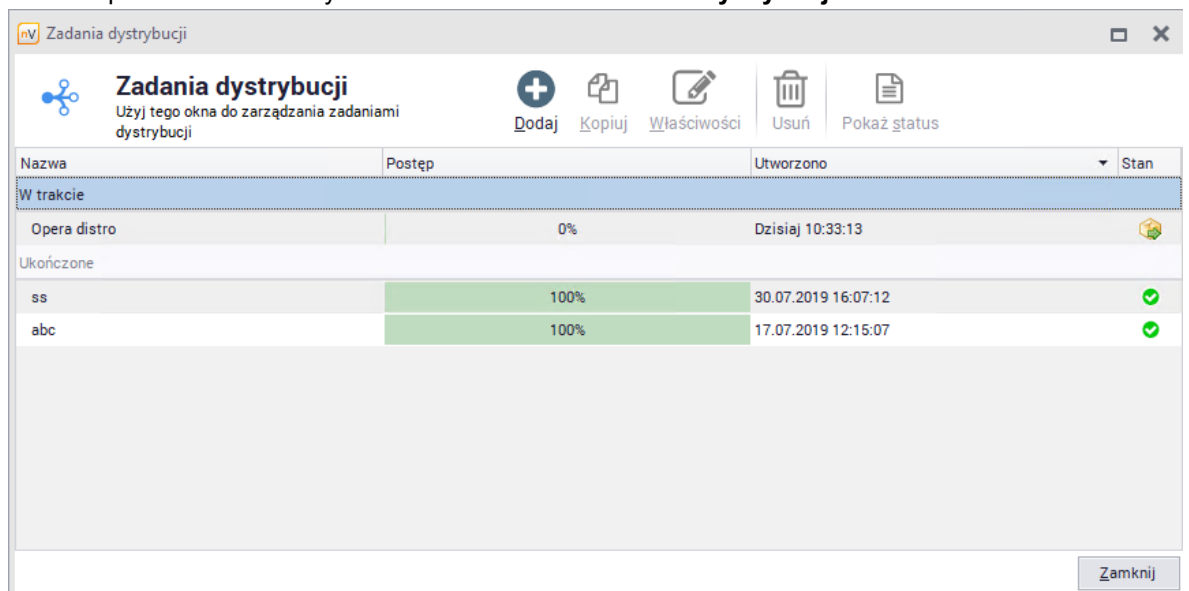 nV Zadania dystrybucji
Zadania dystrybucji
Użyj tego okna do zarządzania zadaniami
dystrybucji
Dodaj Kopiuj Właściwości Usuń Pokaż status
Nazwa Postęp Utworzono Stan
W trakcie
Opera distro 0% Dzisiaj 10:33:13
Ukończone
ss 100% 30.07.2019 16:07:12
abc 100% 17.07.2019 12:15:07
Zamknij